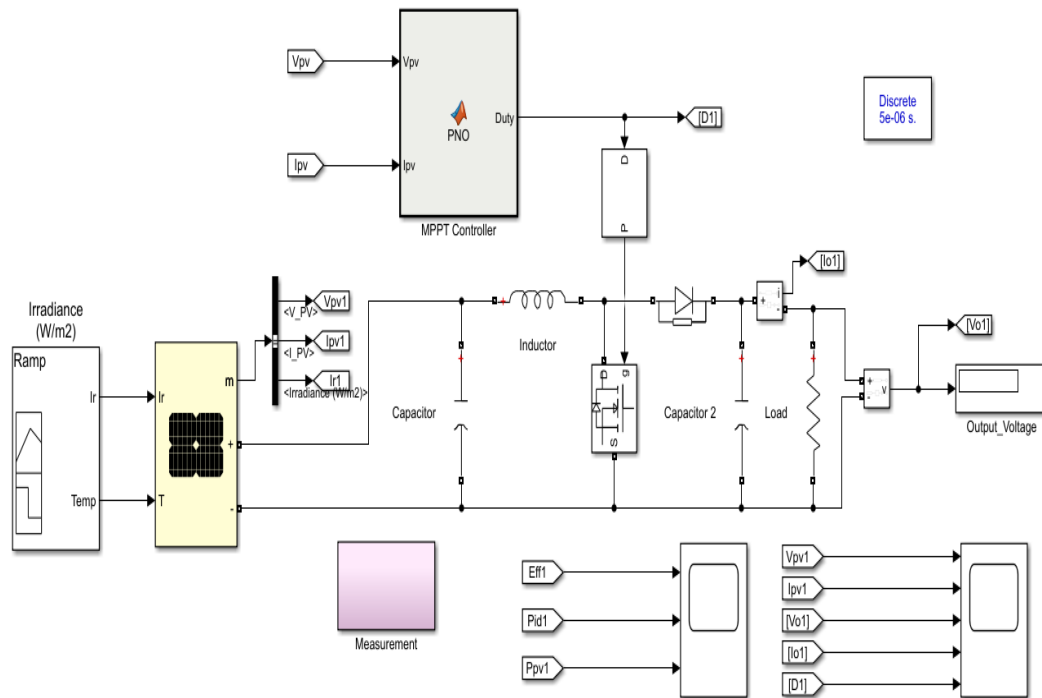 Vpv
Ipv
Vpv
Ipv
PNO
Duty
MPPT Controller
[D1]
D
P
Discrete
5e-06 s.
Irradiance
(W/m2)
Ramp
Ir
Temp
Ir
T
m
+
-
Vpv1
<V_PV>
Ipv1
<I_PV>
Ir1
<Irradiance (W/m2)>
Capacitor
+
+
Inductor
D
g
S
Capacitor 2
+
+
i
-
[Io1]
+
Load
+
-
v
[Vo1]
Output_Voltage
Measurement
Eff1
Pid1
Ppv1
Vpv1
Ipv1
[Vo1]
[Io1]
[D1]